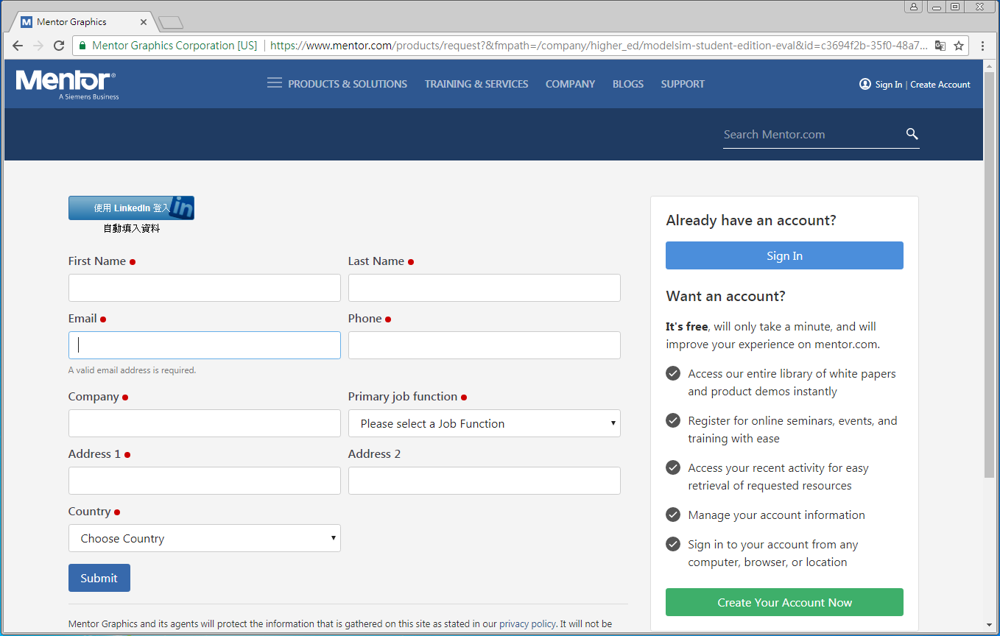 Mentor Graphics
Mentor Graphics Corporation [US] | https://www.mentor.com/products/request?&fmpath=/company/higher_ed/modelsim-student-edition-eval&id=c3694f2b-35f0-48a7...
Mentor®
A Siemens Business
PRODUCTS & SOLUTIONS TRAINING & SERVICES COMPANY BLOGS SUPPORT
Sign In | Create Account
Search Mentor.com
使用 LinkedIn 登入
in
自動填入資料
First Name
Last Name
Email
Phone
A valid email address is required.
Company
Primary job function
Please select a Job Function
Address 1
Address 2
Country
Choose Country
Submit
Mentor Graphics and its agents will protect the information that is gathered on this site as stated in our privacy policy. It will not be
Already have an account?
Sign In
Want an account?
It's free, will only take a minute, and will
improve your experience on mentor.com.
Access our entire library of white papers
and product demos instantly
Register for online seminars, events, and
training with ease
Access your recent activity for easy
retrieval of requested resources
Manage your account information
Sign in to your account from any
computer, browser, or location
Create Your Account Now